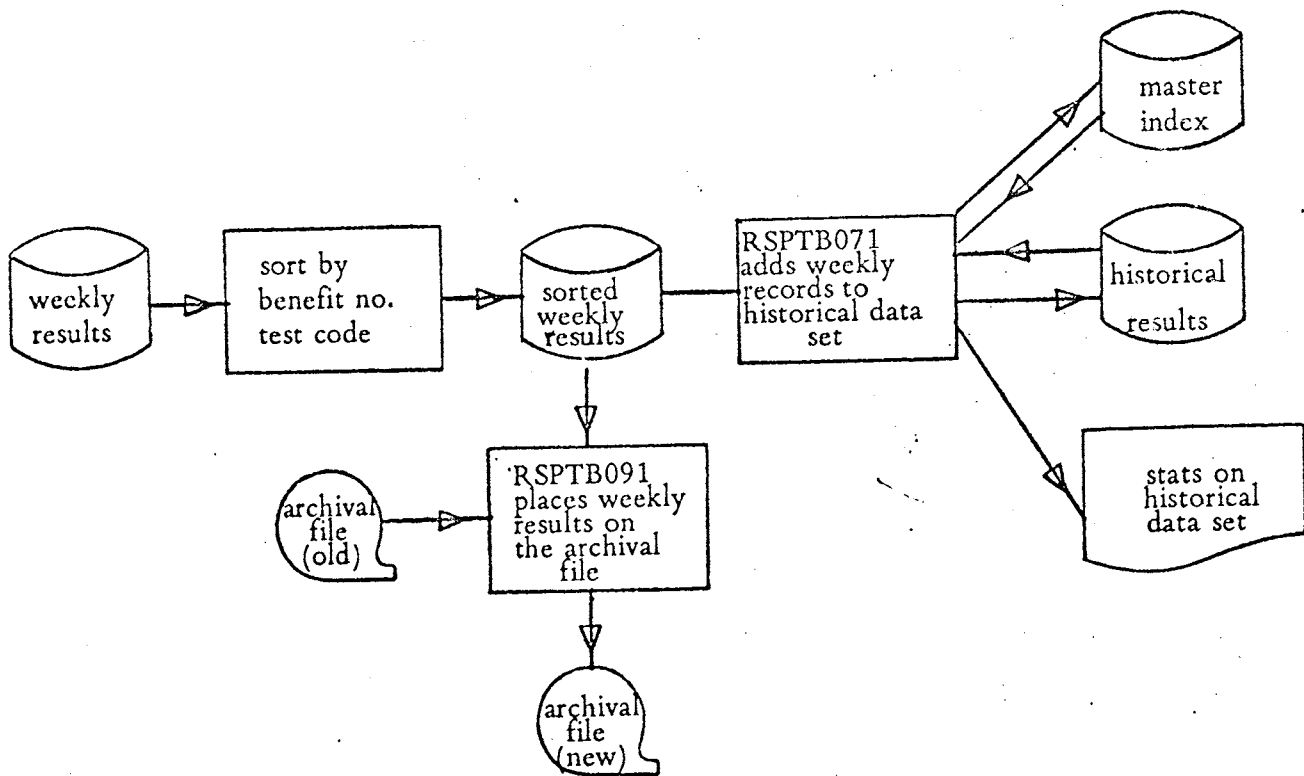 master
index
weekly
results
sort by
benefit no.
test code
sorted
weekly
results
RSPTB071
adds weekly
records to
historical data
set
historical
results
archival
file
(old)
RSPTB091
places weekly
results on
the archival
file
stats on
historical
data set
archival
file
(new)